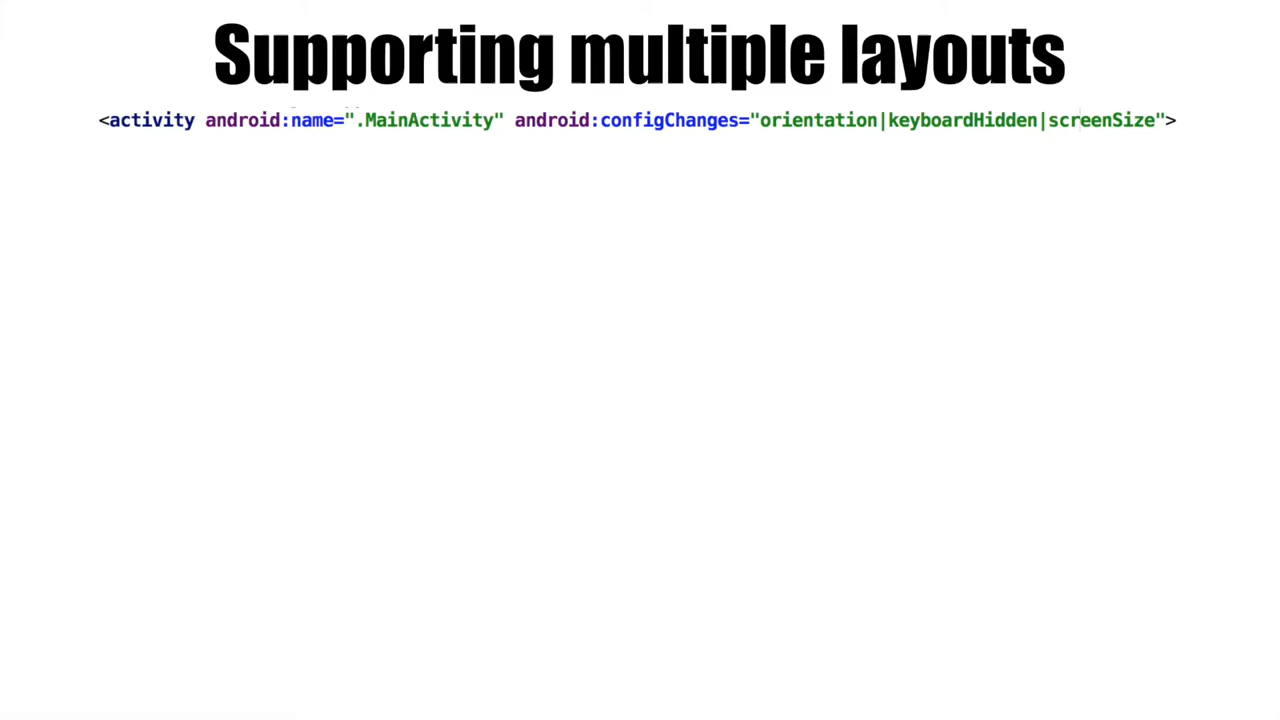 Supporting multiple layouts
<activity android:name=".MainActivity" android:configChanges="orientation|keyboardHidden|screenSize">